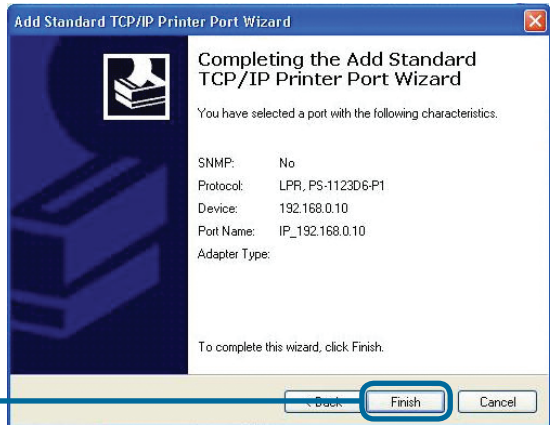 Add Standard TCP/IP Printer Port Wizard
Completing the Add Standard
TCP/IP Printer Port Wizard
You have selected a port with the following characteristics.
SNMP: No
Protocol: LPR, PS-1123D6-P1
Device: 192.168.0.10
Port Name: IP_192.168.0.10
Adapter Type:
To complete this wizard, click Finish.
< Back Finish Cancel